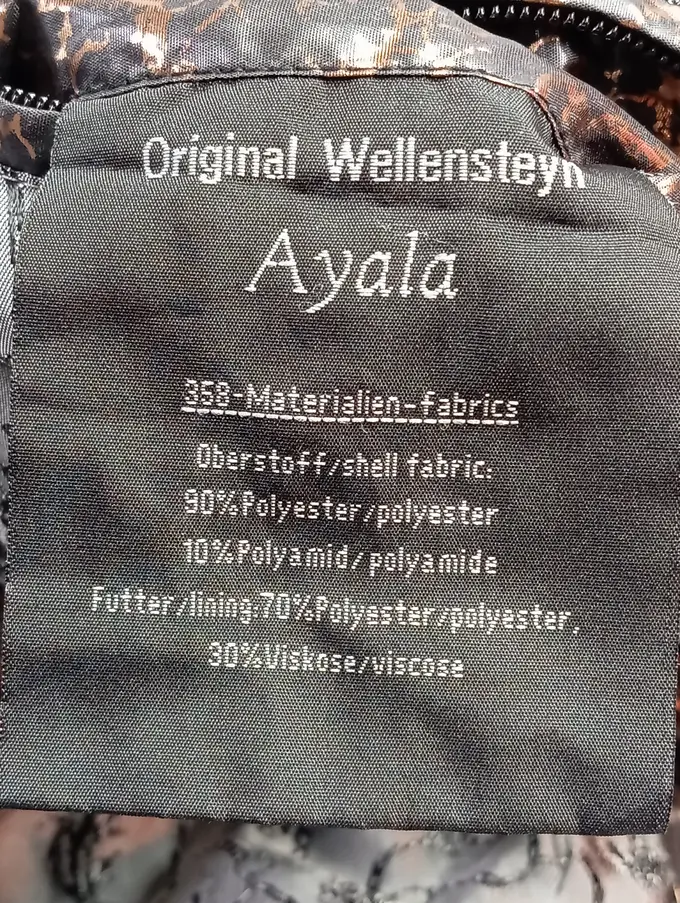 Original Wellensteyn
Ayala
358-Materialien-fabrics
Oberstoff/shell fabric:
90%Polyester/polyester
10%Polyamid/polyamide
Futter/lining:70%Polyester/polyester,
30%Viskose/viscose